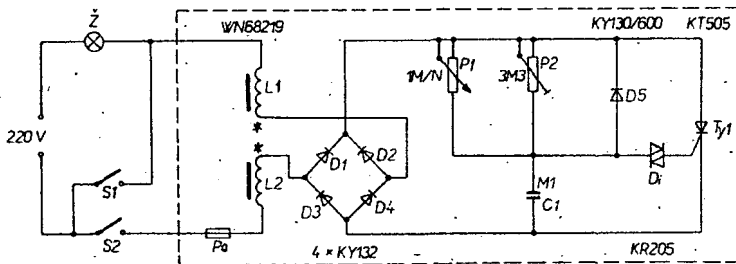 Ž
WN68219
KY130/600
KT505
L1
P1
1M/N
P2
3M3
D5
Ty1
220 V
*
*
D1
D2
Di
S1
L2
M1
C1
D3
D4
S2
Po
4 × KY132
KR205